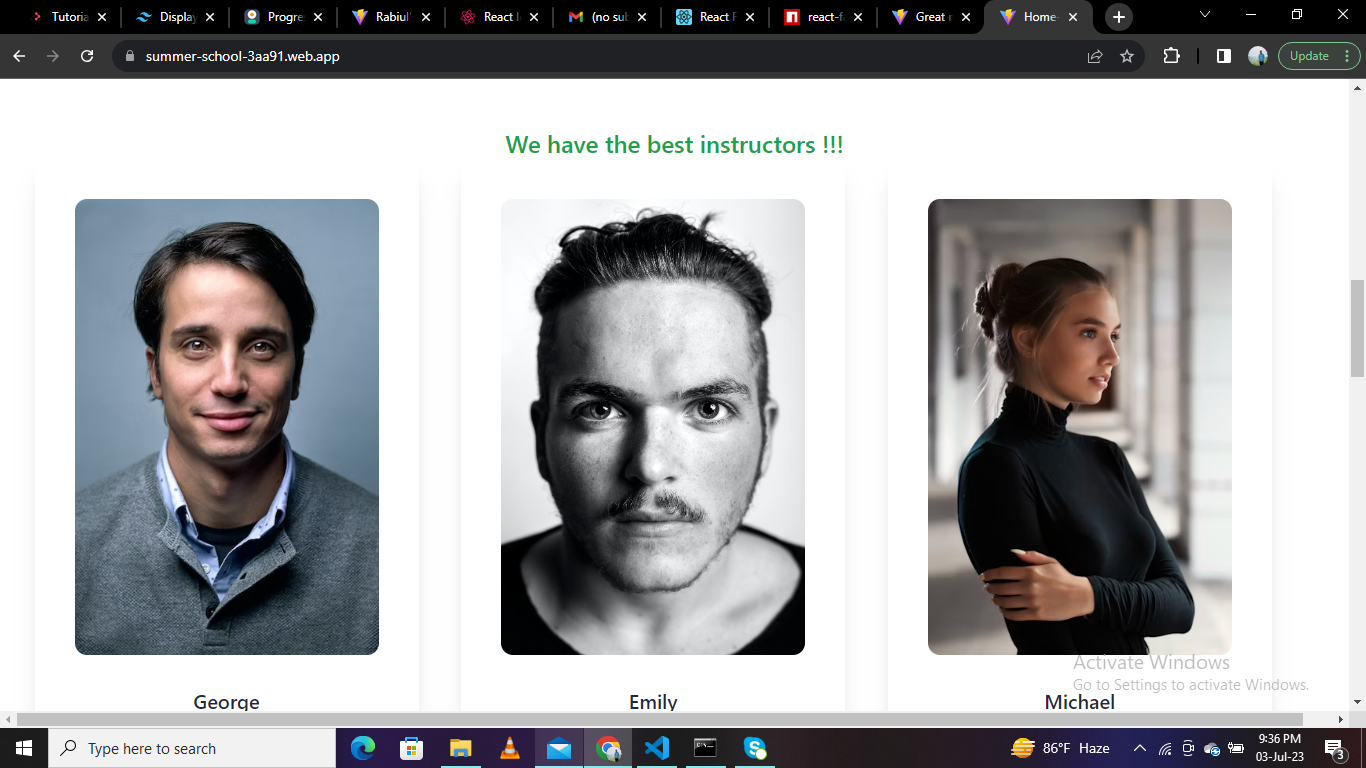 Tutoria
Display
Progre
Rabiul'
React I
(no sub
React F
react-fa
Great r
Home-
summer-school-3aa91.web.app
Update
We have the best instructors !!!
George
Emily
Michael
Activate Windows
Go to Settings to activate Windows.
Type here to search
86°F Haze
9:36 PM
03-Jul-23
3